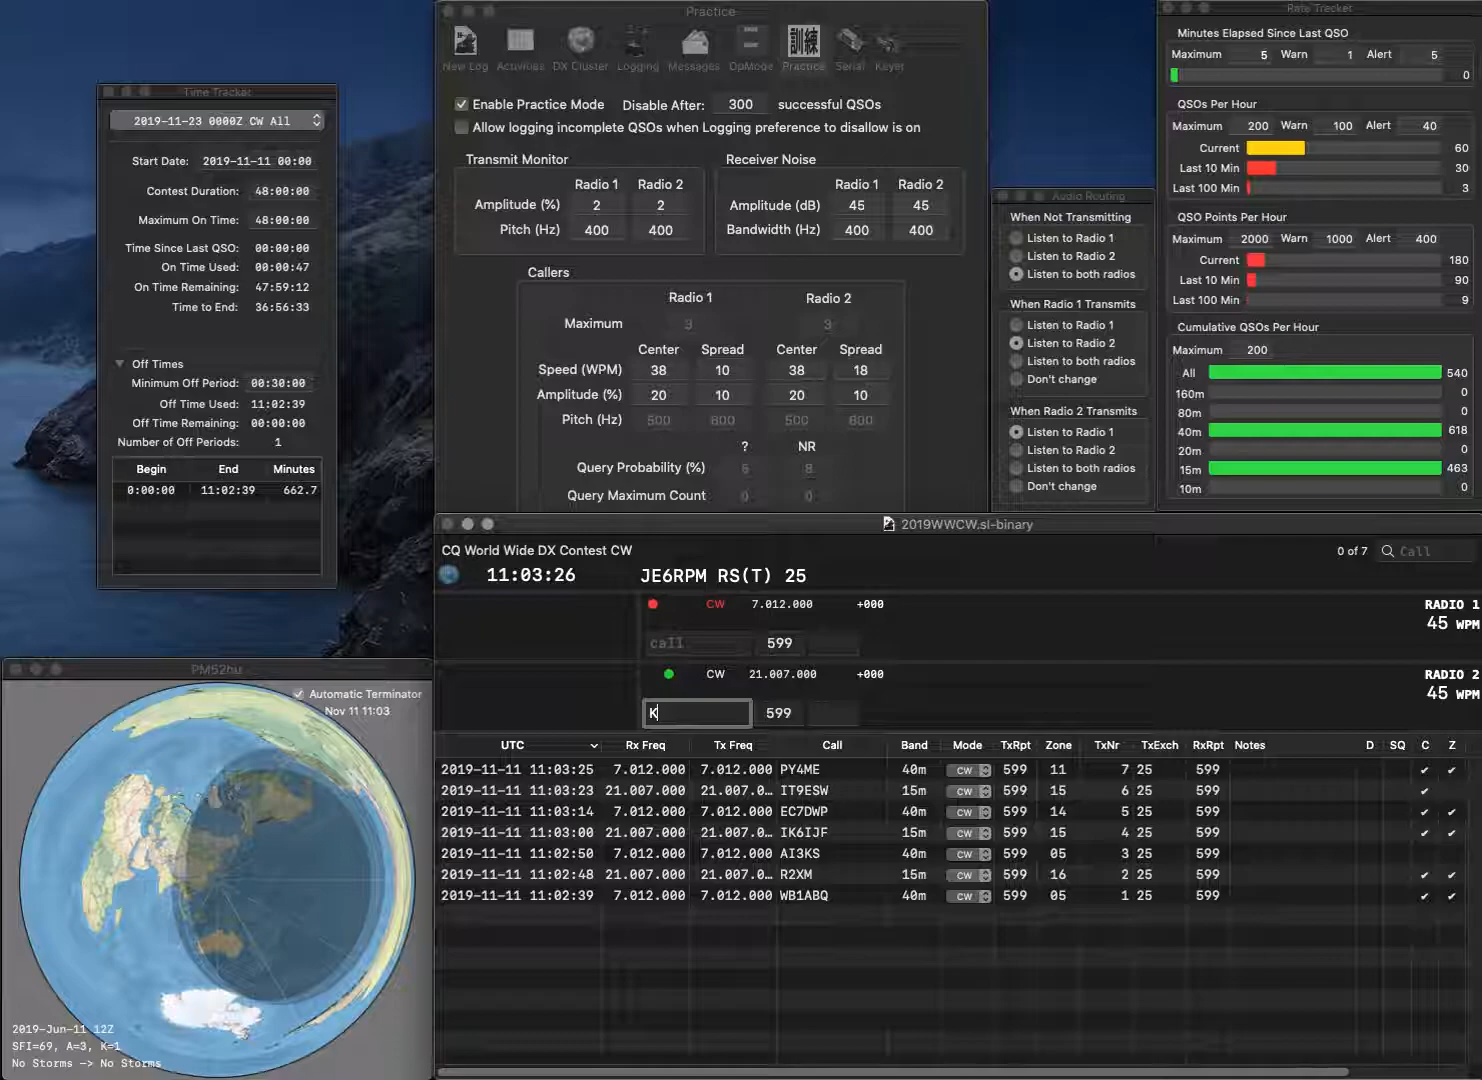 Time Tracker
2019-11-23 0000Z CW All
Start Date: 2019-11-11 00:00
Contest Duration: 48:00:00
Maximum On Time: 48:00:00
Time Since Last QSO: 00:00:00
On Time Used: 00:00:47
On Time Remaining: 47:59:12
Time to End: 36:56:33
Off Times
Minimum Off Period: 00:30:00
Off Time Used: 11:02:39
Off Time Remaining: 00:00:00
Number of Off Periods: 1
Begin End Minutes
0:00:00 11:02:39 662.7
Practice
New Log Activities DX Cluster Logging Messages OpMode 訓練 Practice Serial Keyer
Enable Practice Mode Disable After: 300 successful QSOs
Allow logging incomplete QSOs when Logging preference to disallow is on
Transmit Monitor
Radio 1 Radio 2
Amplitude (%) 2 2
Pitch (Hz) 400 400
Receiver Noise
Radio 1 Radio 2
Amplitude (dB) 45 45
Bandwidth (Hz) 400 400
Callers
Radio 1 Radio 2
Maximum 3 3
Center Spread Center Spread
Speed (WPM) 38 10 38 18
Amplitude (%) 20 10 20 10
Pitch (Hz) 500 600 500 600
? NR
Query Probability (%) 5 8
Query Maximum Count 0 0
Audio Routing
When Not Transmitting
Listen to Radio 1
Listen to Radio 2
Listen to both radios
When Radio 1 Transmits
Listen to Radio 1
Listen to Radio 2
Listen to both radios
Don't change
When Radio 2 Transmits
Listen to Radio 1
Listen to Radio 2
Listen to both radios
Don't change
Rate Tracker
Minutes Elapsed Since Last QSO
Maximum 5 Warn 1 Alert 5
0
QSOs Per Hour
Maximum 200 Warn 100 Alert 40
Current 60
Last 10 Min 30
Last 100 Min 3
QSO Points Per Hour
Maximum 2000 Warn 1000 Alert 400
Current 180
Last 10 Min 90
Last 100 Min 9
Cumulative QSOs Per Hour
Maximum 200
All 540
160m 0
80m 0
40m 618
20m 0
15m 463
10m 0
2019WWCW.sl-binary
CQ World Wide DX Contest CW 0 of 7 Call
11:03:26 JE6RPM RS(T) 25
CW 7.012.000 +000 RADIO 1
45 WPM
call 599
CW 21.007.000 +000 RADIO 2
45 WPM
K 599
UTC Rx Freq Tx Freq Call Band Mode TxRpt Zone TxNr TxExch RxRpt Notes D SQ C Z
2019-11-11 11:03:25 7.012.000 7.012.000 PY4ME 40m CW 599 11 7 25 599 ✔ ✔
2019-11-11 11:03:23 21.007.000 21.007.0… IT9ESW 15m CW 599 15 6 25 599 ✔
2019-11-11 11:03:14 7.012.000 7.012.000 EC7DWP 40m CW 599 14 5 25 599 ✔ ✔
2019-11-11 11:03:00 21.007.000 21.007.0… IK6IJF 15m CW 599 15 4 25 599 ✔ ✔
2019-11-11 11:02:50 7.012.000 7.012.000 AI3KS 40m CW 599 05 3 25 599
2019-11-11 11:02:48 21.007.000 21.007.0… R2XM 15m CW 599 16 2 25 599 ✔ ✔
2019-11-11 11:02:39 7.012.000 7.012.000 WB1ABQ 40m CW 599 05 1 25 599 ✔ ✔
PM52hu
Automatic Terminator
Nov 11 11:03
2019-Jun-11 12Z
SFI=69, A=3, K=1
No Storms -> No Storms